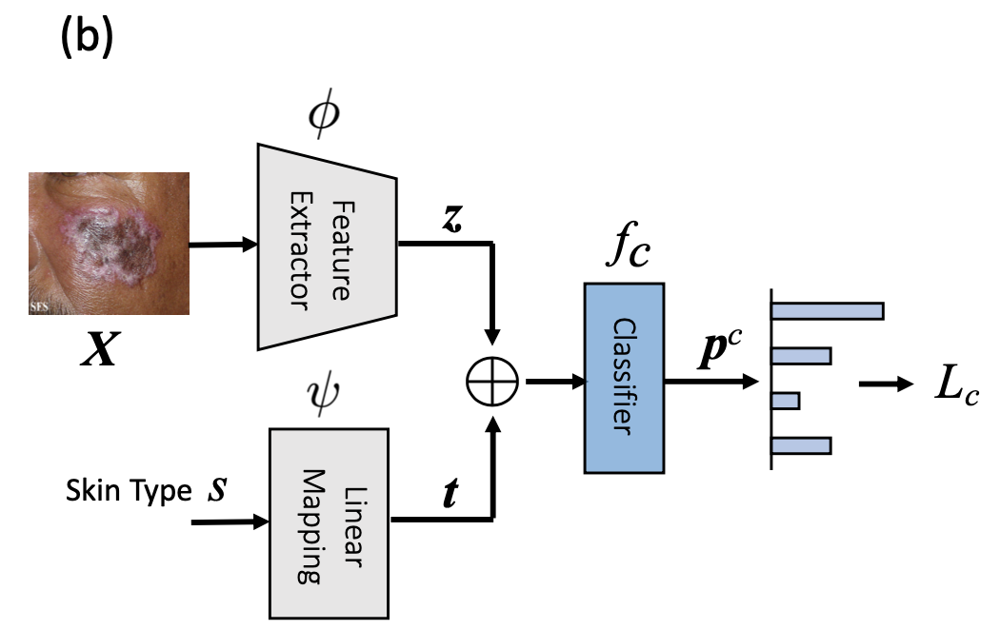 (b)
ϕ
Feature
Extractor
z
SFS
X
f_c
Classifier
p^c
L_c
ψ
Skin Type s
Linear
Mapping
t